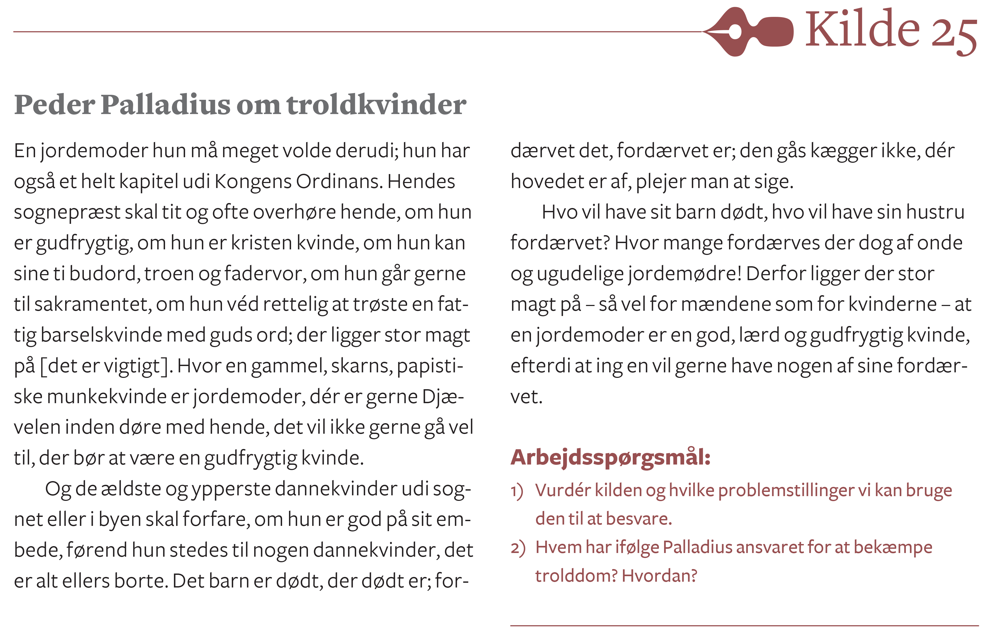 Kilde 25
Peder Palladius om troldkvinder
En jordemoder hun må meget volde derudi; hun har
også et helt kapitel udi Kongens Ordinans. Hendes
sognepræst skal tit og ofte overhøre hende, om hun
er gudfrygtig, om hun er kristen kvinde, om hun kan
sine ti budord, troen og fadervor, om hun går gerne
til sakramentet, om hun véd rettelig at trøste en fat-
tig barselskvinde med guds ord; der ligger stor magt
på [det er vigtigt]. Hvor en gammel, skarns, papisti-
ske munkekvinde er jordemoder, dér er gerne Djæ-
velen inden døre med hende, det vil ikke gerne gå vel
til, der bør at være en gudfrygtig kvinde.
Og de ældste og ypperste dannekvinder udi sog-
net eller i byen skal forfare, om hun er god på sit em-
bede, førend hun stedes til nogen dannekvinder, det
er alt ellers borte. Det barn er dødt, der dødt er; for-
dærvet det, fordærvet er; den gås kægger ikke, dér
hovedet er af, plejer man at sige.
Hvo vil have sit barn dødt, hvo vil have sin hustru
fordærvet? Hvor mange fordærves der dog af onde
og ugudelige jordemødre! Derfor ligger der stor
magt på – så vel for mændene som for kvinderne – at
en jordemoder er en god, lærd og gudfrygtig kvinde,
efterdi at ing en vil gerne have nogen af sine fordær-
vet.
Arbejdsspørgsmål:
1) Vurdér kilden og hvilke problemstillinger vi kan bruge
den til at besvare.
2) Hvem har ifølge Palladius ansvaret for at bekæmpe
trolddom? Hvordan?